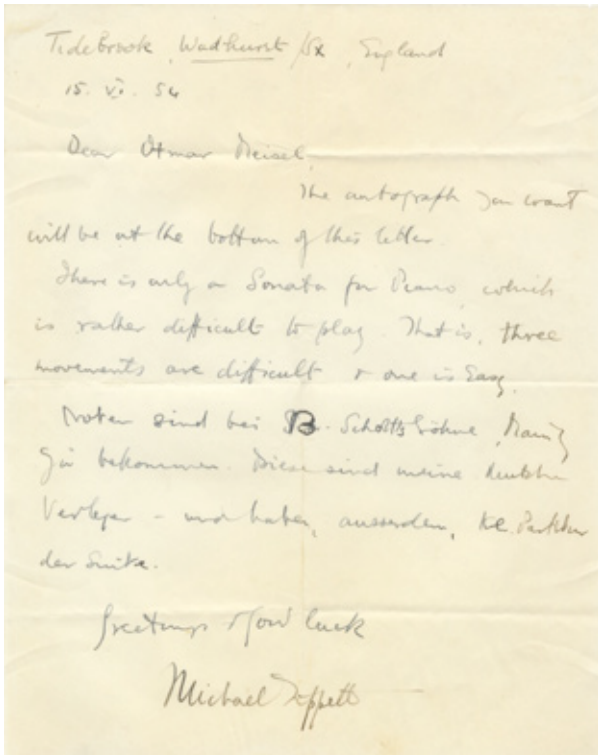 Tidebrook, Wadhurst/Sx, England
15. VI. 54
Dear Otmar Meisel,
The autograph you want
will be at the bottom of this letter.
There is only a Sonata for Piano, which
is rather difficult to play. That is, three
movements are difficult & one is Easy.
Noten sind bei B. Schotts Söhne, Mainz
zu bekommen. Diese sind meine deutschen
Verleger - und haben, ausserdem, Kl. Partitur
der Suite.
Greetings & good luck
Michael Tippett